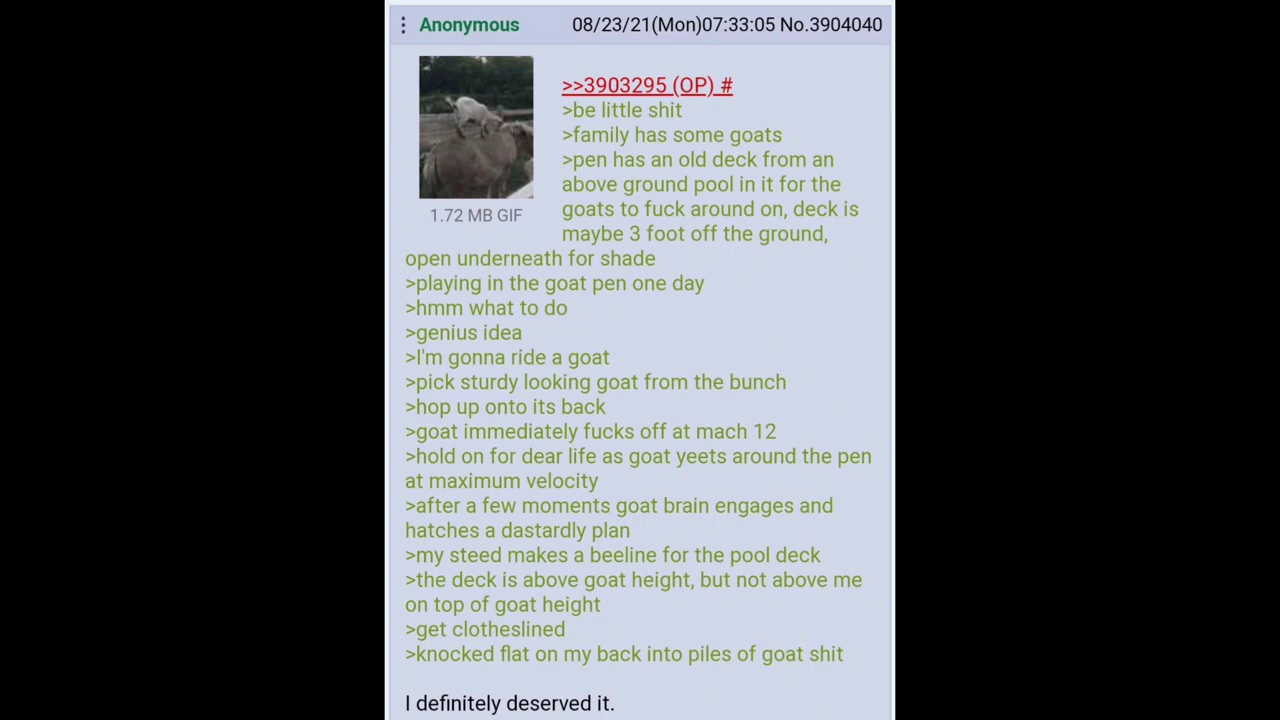 Anonymous 08/23/21(Mon)07:33:05 No.3904040
>>3903295 (OP) #
>be little shit
>family has some goats
>pen has an old deck from an
above ground pool in it for the
goats to fuck around on, deck is
maybe 3 foot off the ground,
1.72 MB GIF
open underneath for shade
>playing in the goat pen one day
>hmm what to do
>genius idea
>I'm gonna ride a goat
>pick sturdy looking goat from the bunch
>hop up onto its back
>goat immediately fucks off at mach 12
>hold on for dear life as goat yeets around the pen
at maximum velocity
>after a few moments goat brain engages and
hatches a dastardly plan
>my steed makes a beeline for the pool deck
>the deck is above goat height, but not above me
on top of goat height
>get clotheslined
>knocked flat on my back into piles of goat shit
I definitely deserved it.